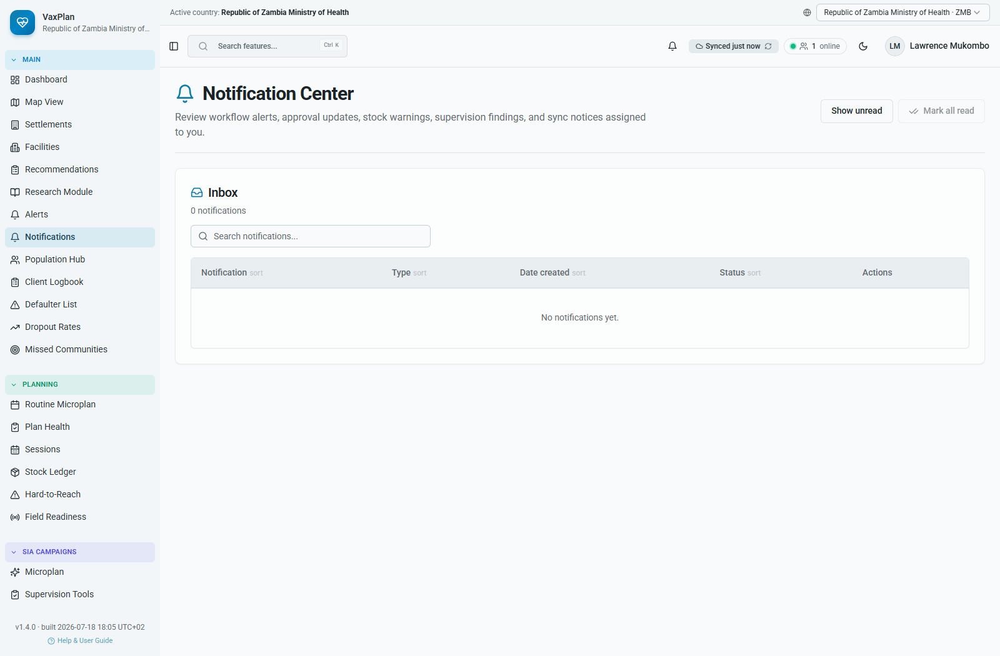 VaxPlan
Republic of Zambia Ministry of...
MAIN
Dashboard
Map View
Settlements
Facilities
Recommendations
Research Module
Alerts
Notifications
Population Hub
Client Logbook
Defaulter List
Dropout Rates
Missed Communities
PLANNING
Routine Microplan
Plan Health
Sessions
Stock Ledger
Hard-to-Reach
Field Readiness
SIA CAMPAIGNS
Microplan
Supervision Tools
v1.4.0 · built 2026-07-18 18:05 UTC+02
Help & User Guide
Active country: Republic of Zambia Ministry of Health
Republic of Zambia Ministry of Health · ZMB
Search features...
Ctrl K
Synced just now
1 online
LM
Lawrence Mukombo
Notification Center
Review workflow alerts, approval updates, stock warnings, supervision findings, and sync notices assigned
to you.
Show unread
Mark all read
Inbox
0 notifications
Search notifications...
Notification sort
Type sort
Date created sort
Status sort
Actions
No notifications yet.